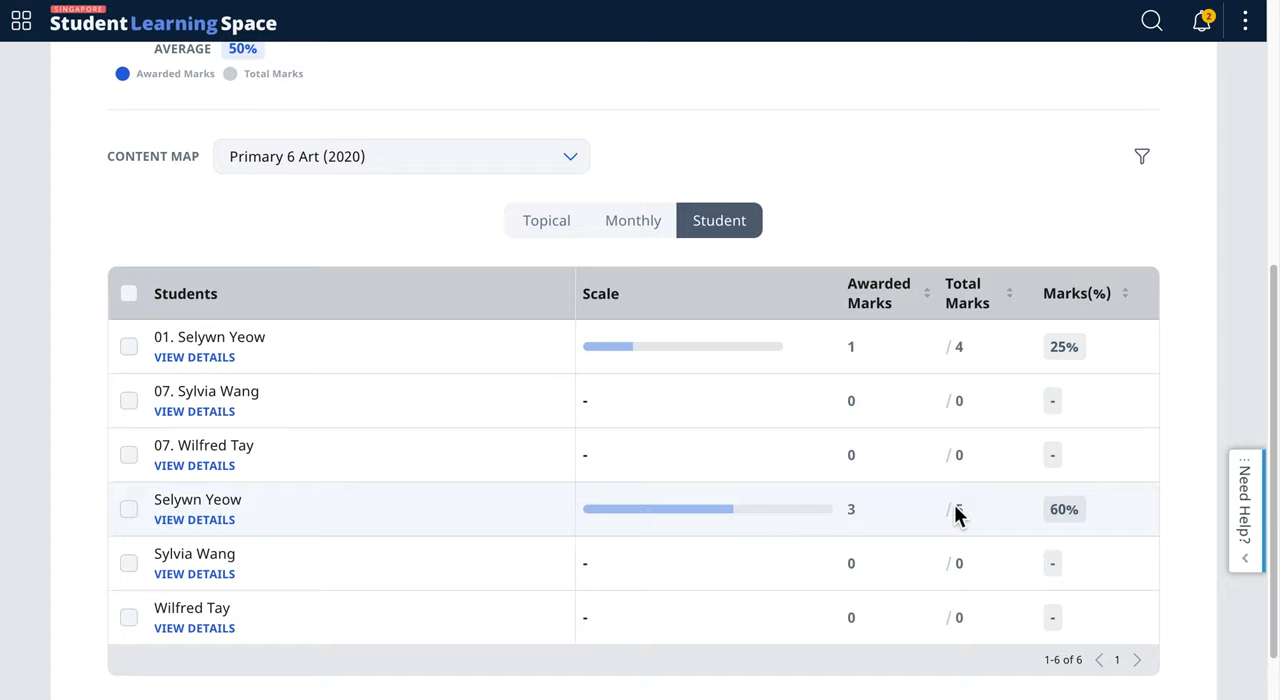 SINGAPORE
Student Learning Space
2
AVERAGE 50%
Awarded Marks Total Marks
CONTENT MAP Primary 6 Art (2020)
Topical Monthly Student
Students Scale Awarded Marks Total Marks Marks(%)
01. Selywn Yeow
VIEW DETAILS
1 / 4 25%
07. Sylvia Wang
VIEW DETAILS
- 0 / 0 -
07. Wilfred Tay
VIEW DETAILS
- 0 / 0 -
Selywn Yeow
VIEW DETAILS
3 / 60%
Sylvia Wang
VIEW DETAILS
- 0 / 0 -
Wilfred Tay
VIEW DETAILS
- 0 / 0 -
1-6 of 6 1
Need Help?